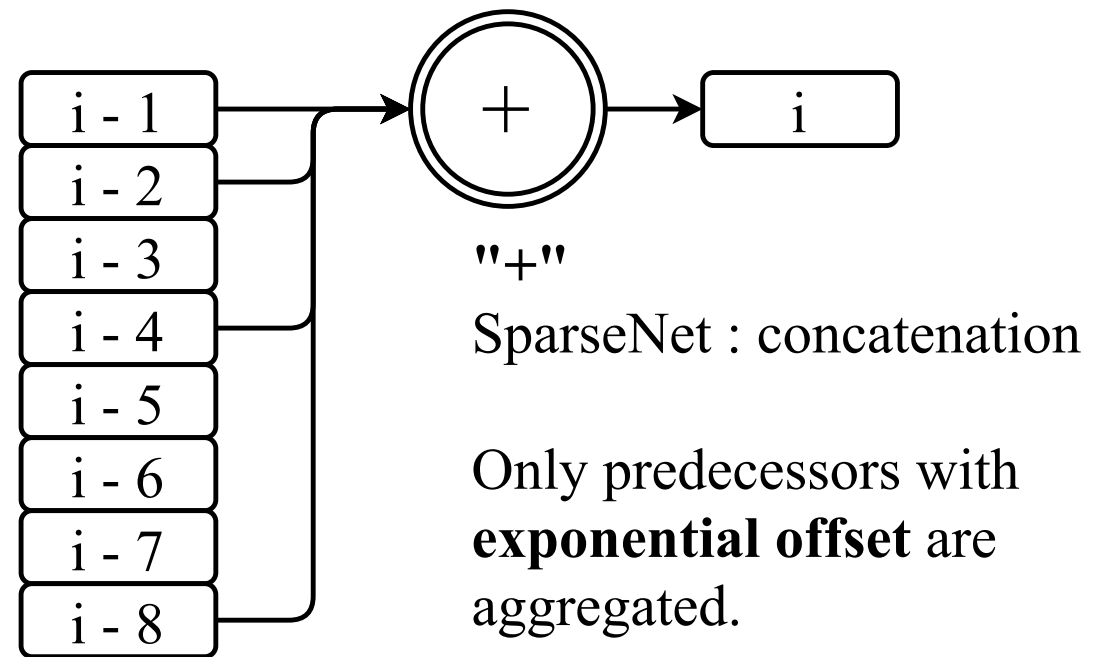 i - 1
i - 2
i - 3
i - 4
i - 5
i - 6
i - 7
i - 8
+
i
"+"
SparseNet : concatenation
Only predecessors with
exponential offset are
aggregated.